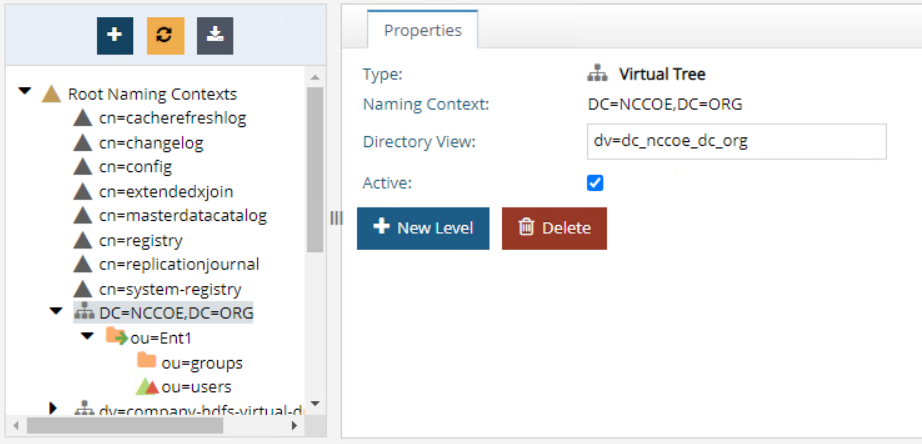 Root Naming Contexts
cn=cacherefreshlog
cn=changelog
cn=config
cn=extendedxjoin
cn=masterdatacatalog
cn=registry
cn=replicationjournal
cn=system-registry
DC=NCCOE,DC=ORG
ou=Ent1
ou=groups
ou=users
dv=company-hdfs-virtual-d
Properties
Type: Virtual Tree
Naming Context: DC=NCCOE,DC=ORG
Directory View: dv=dc_nccoe_dc_org
Active:
New Level Delete